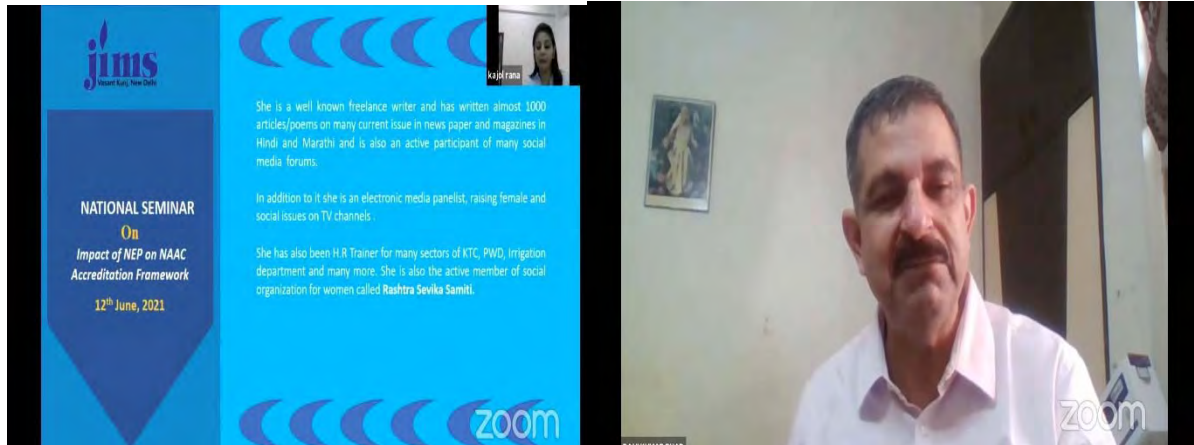 jims
Vasant Kunj, New Delhi
NATIONAL SEMINAR
On
Impact of NEP on NAAC
Accreditation Framework
12th June, 2021
kajol rana
She is a well known freelance writer and has written almost 1000
articles/poems on many current issue in news paper and magazines in
Hindi and Marathi and is also an active participant of many social
media forums.
In addition to it she is an electronic media panelist, raising female and
social issues on TV channels .
She has also been H.R Trainer for many sectors of KTC, PWD, Irrigation
department and many more. She is also the active member of social
organization for women called Rashtra Sevika Samiti.
zoom
zoom